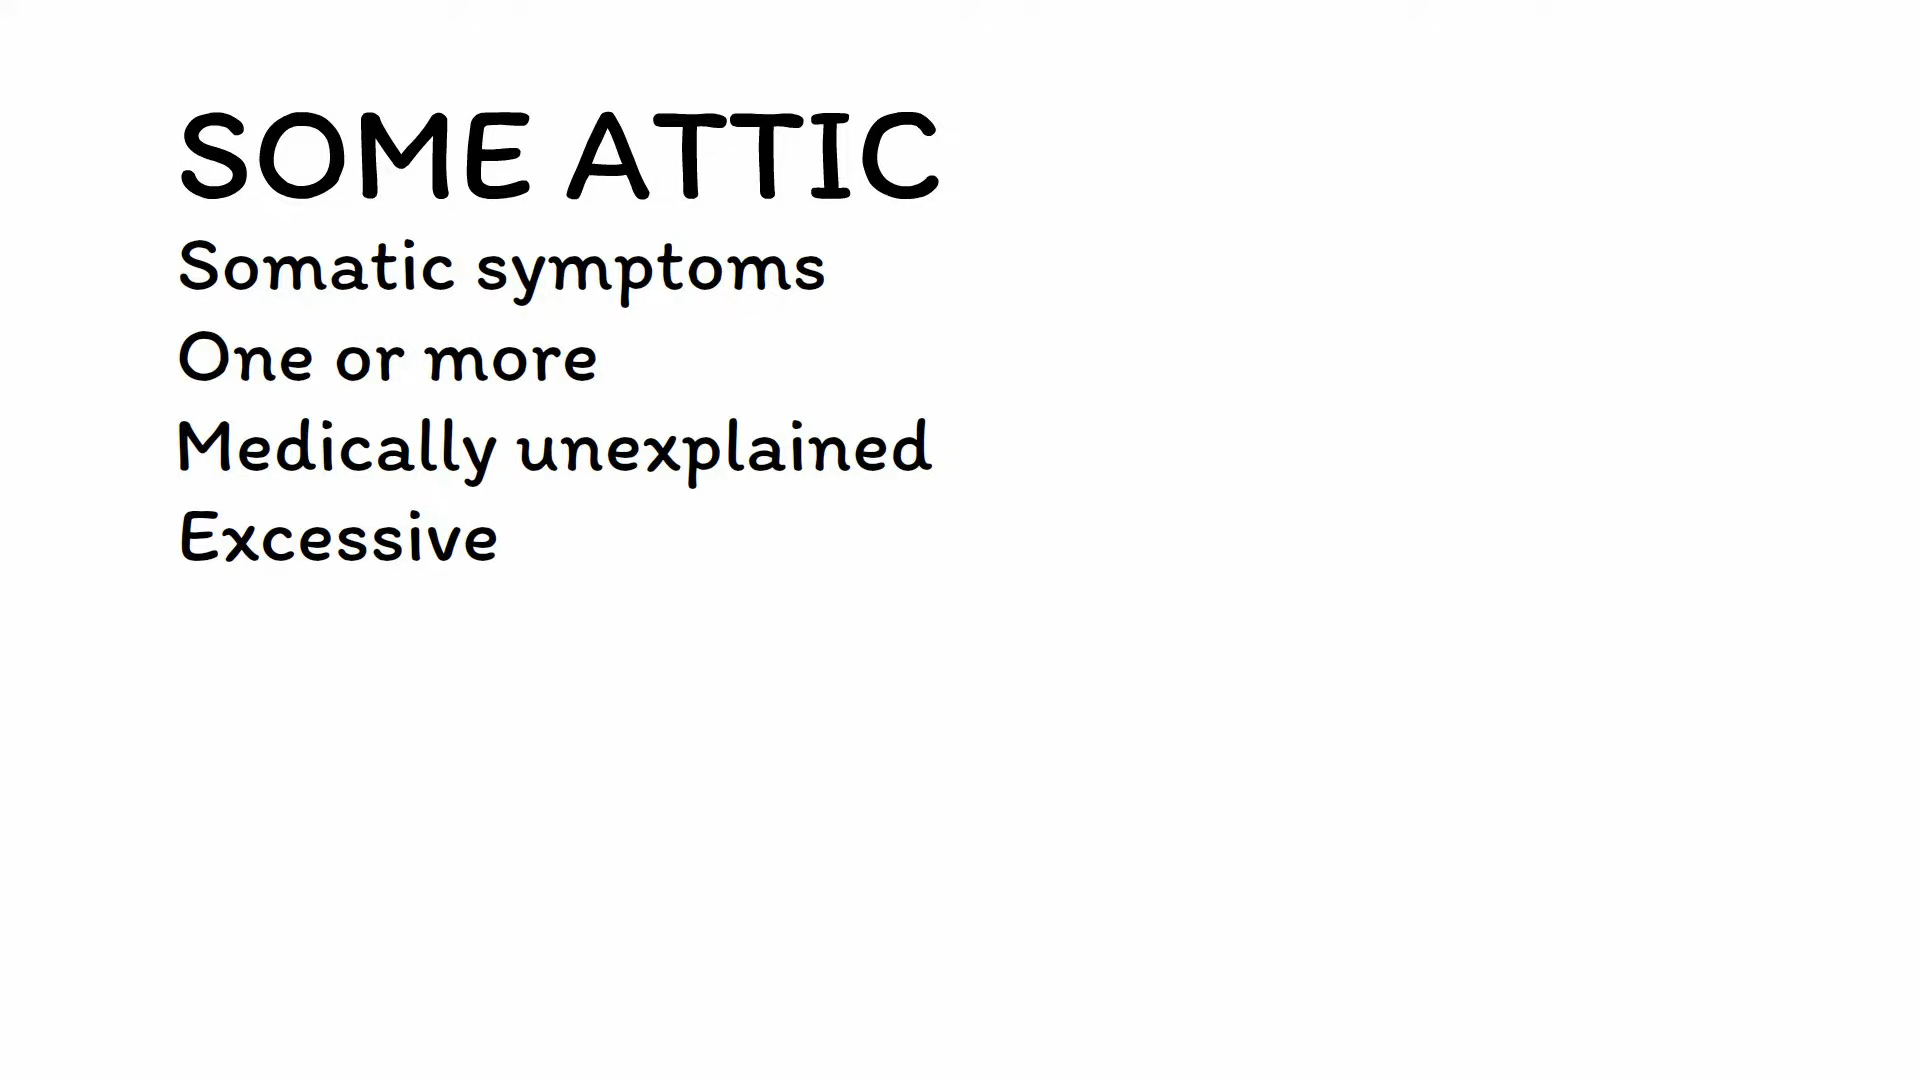 SOME ATTIC
Somatic symptoms
One or more
Medically unexplained
Excessive